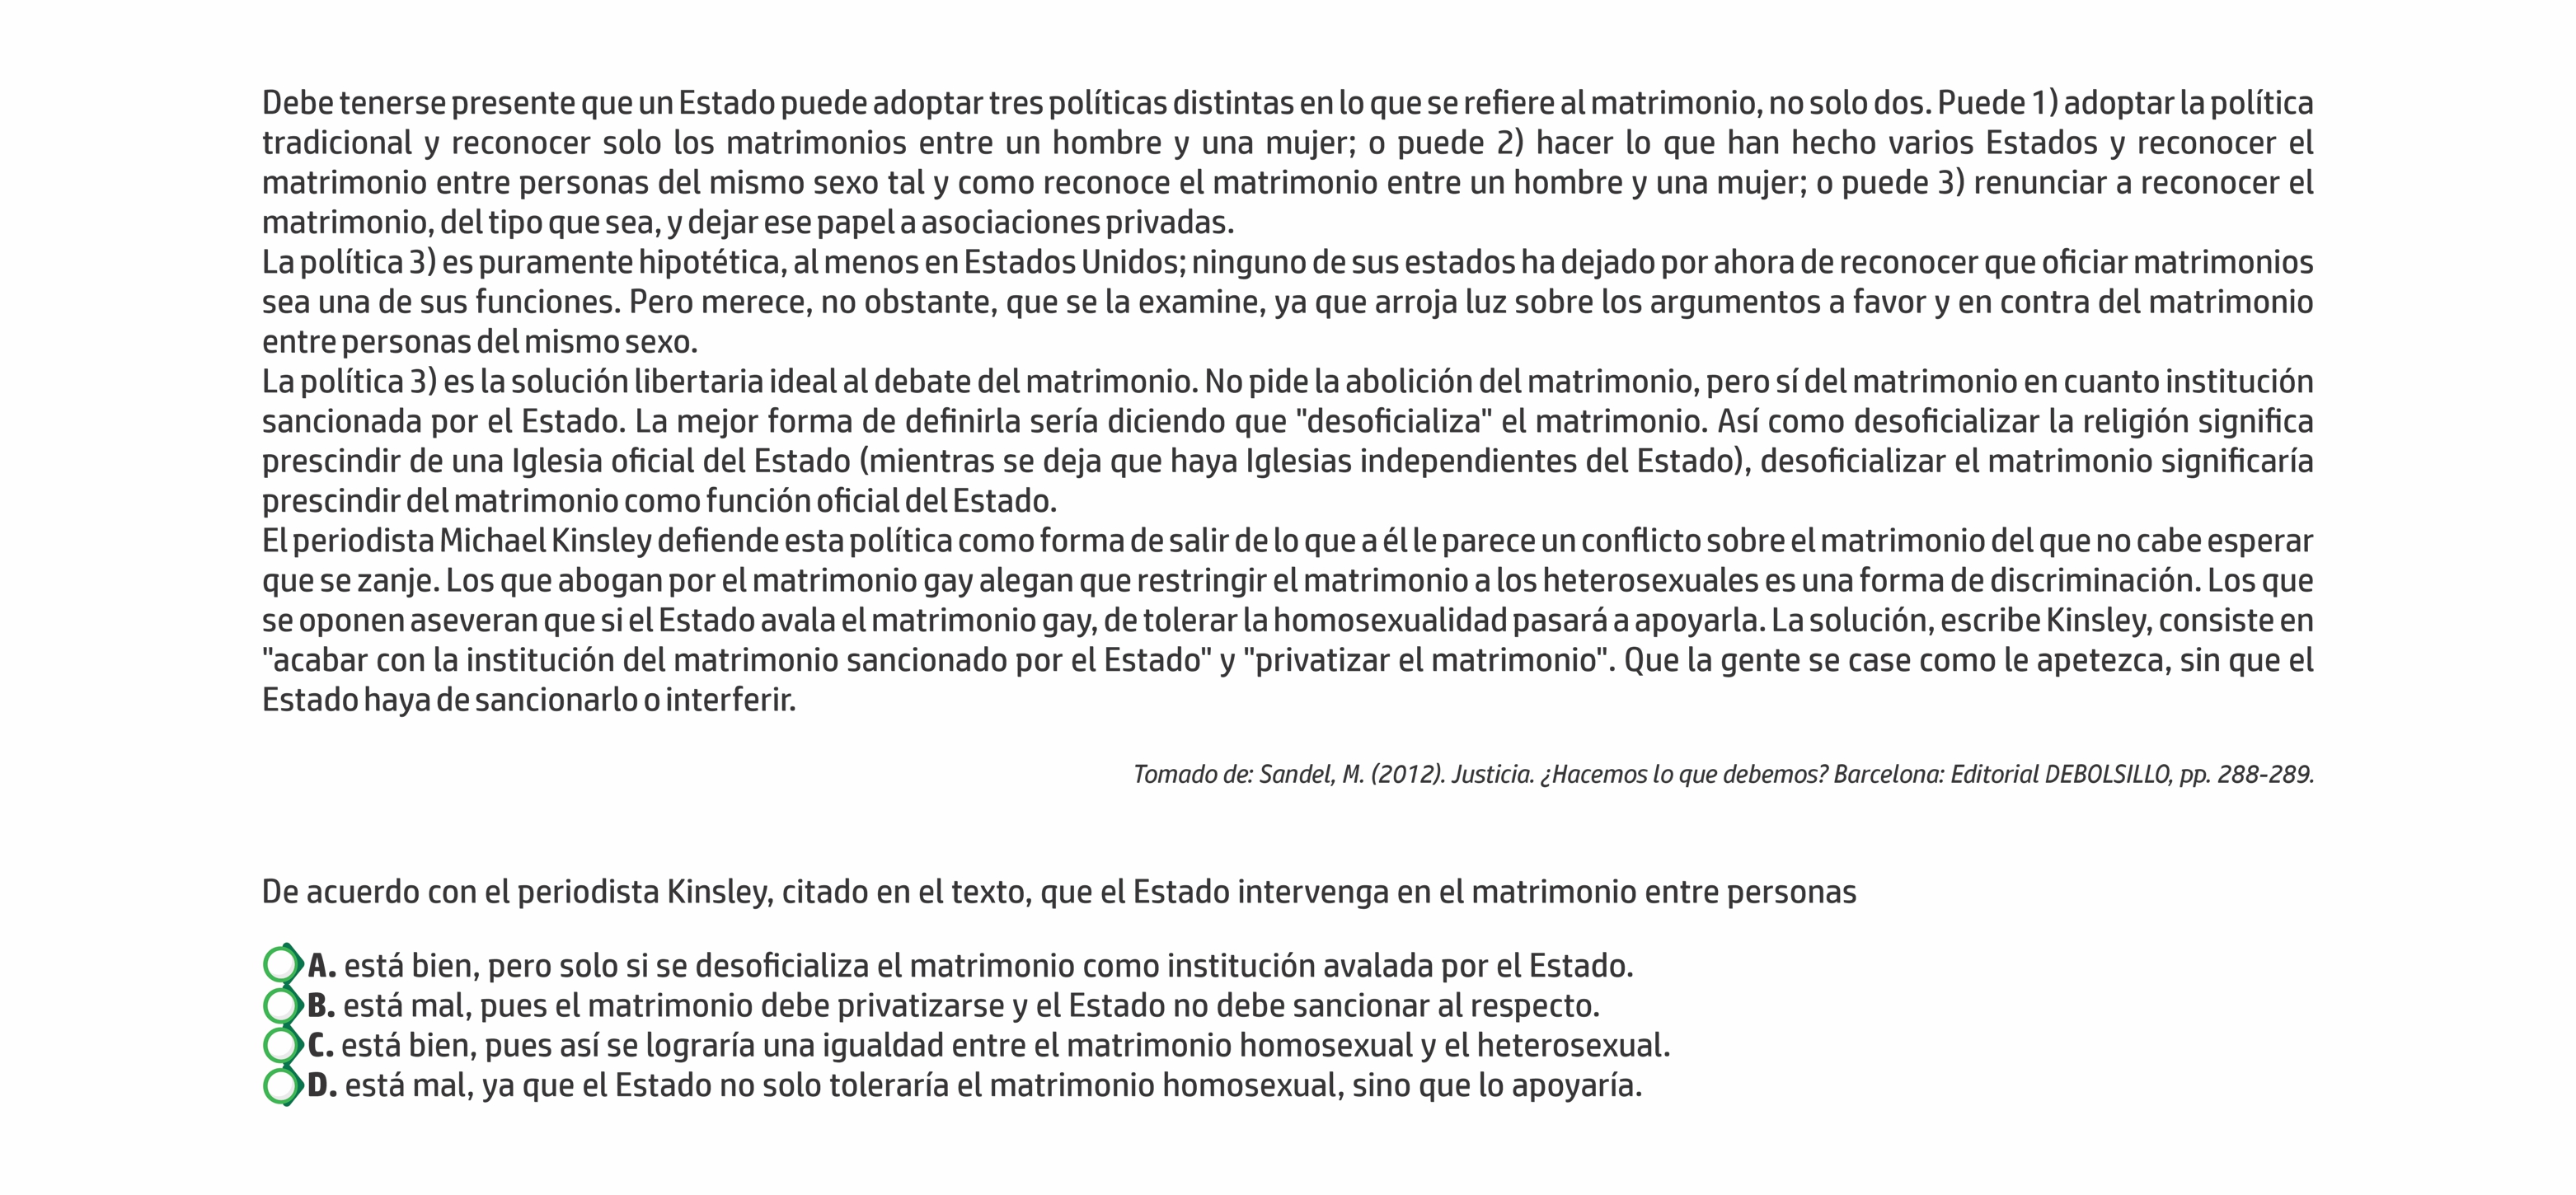 Debe tenerse presente que un Estado puede adoptar tres políticas distintas en lo que se refiere al matrimonio, no solo dos. Puede 1) adoptar la política
tradicional y reconocer solo los matrimonios entre un hombre y una mujer; o puede 2) hacer lo que han hecho varios Estados y reconocer el
matrimonio entre personas del mismo sexo tal y como reconoce el matrimonio entre un hombre y una mujer; o puede 3) renunciar a reconocer el
matrimonio, del tipo que sea, y dejar ese papel a asociaciones privadas.
La política 3) es puramente hipotética, al menos en Estados Unidos; ninguno de sus estados ha dejado por ahora de reconocer que oficiar matrimonios
sea una de sus funciones. Pero merece, no obstante, que se la examine, ya que arroja luz sobre los argumentos a favor y en contra del matrimonio
entre personas del mismo sexo.
La política 3) es la solución libertaria ideal al debate del matrimonio. No pide la abolición del matrimonio, pero sí del matrimonio en cuanto institución
sancionada por el Estado. La mejor forma de definirla sería diciendo que "desoficializa" el matrimonio. Así como desoficializar la religión significa
prescindir de una Iglesia oficial del Estado (mientras se deja que haya Iglesias independientes del Estado), desoficializar el matrimonio significaría
prescindir del matrimonio como función oficial del Estado.
El periodista Michael Kinsley defiende esta política como forma de salir de lo que a él le parece un conflicto sobre el matrimonio del que no cabe esperar
que se zanje. Los que abogan por el matrimonio gay alegan que restringir el matrimonio a los heterosexuales es una forma de discriminación. Los que
se oponen aseveran que si el Estado avala el matrimonio gay, de tolerar la homosexualidad pasará a apoyarla. La solución, escribe Kinsley, consiste en
"acabar con la institución del matrimonio sancionado por el Estado" y "privatizar el matrimonio". Que la gente se case como le apetezca, sin que el
Estado haya de sancionarlo o interferir.
Tomado de: Sandel, M. (2012). Justicia. ¿Hacemos lo que debemos? Barcelona: Editorial DEBOLSILLO, pp. 288-289.
De acuerdo con el periodista Kinsley, citado en el texto, que el Estado intervenga en el matrimonio entre personas
A. está bien, pero solo si se desoficializa el matrimonio como institución avalada por el Estado.
B. está mal, pues el matrimonio debe privatizarse y el Estado no debe sancionar al respecto.
C. está bien, pues así se lograría una igualdad entre el matrimonio homosexual y el heterosexual.
D. está mal, ya que el Estado no solo toleraría el matrimonio homosexual, sino que lo apoyaría.